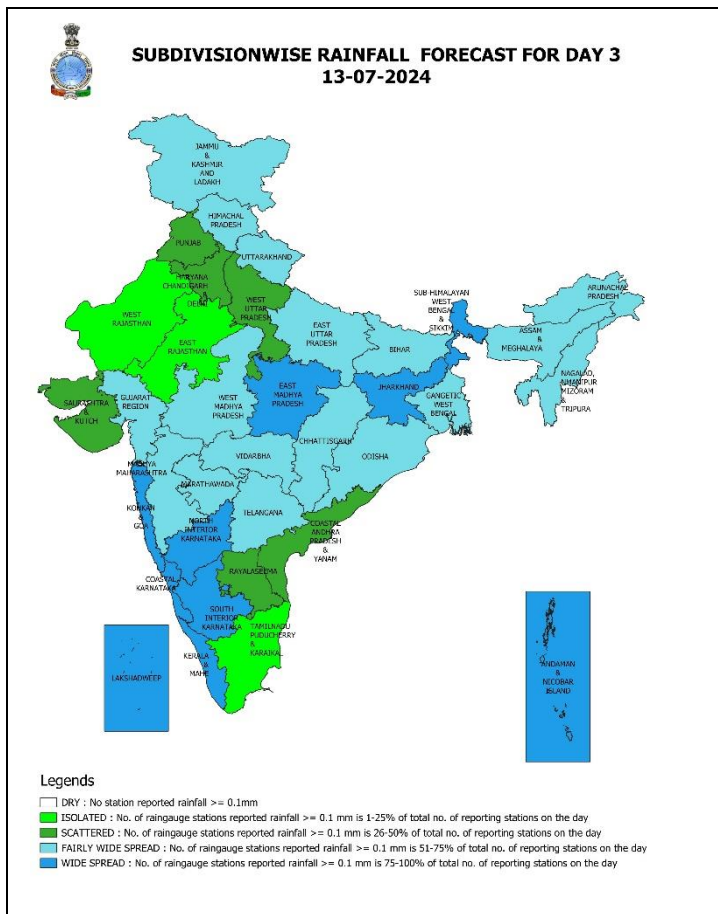 SUBDIVISIONWISE RAINFALL FORECAST FOR DAY 3
13-07-2024
JAMMU
&
KASHMIR
AND
LADAKH
HIMACHAL
PRADESH
PUNJAB
UTTARAKHAND
HARYANA
CHANDIGARH
&
DELHI
WEST
UTTAR
PRADESH
WEST
RAJASTHAN
EAST
RAJASTHAN
EAST
UTTAR
PRADESH
BIHAR
SUB-HIMALAYAN
WEST
BENGAL
&
SIKKIM
ARUNACHAL
PRADESH
ASSAM
&
MEGHALAYA
MIZORAM
&
TRIPURA
SAURASHTRA
&
KUTCH
GUJARAT
REGION
WEST
MADHYA
PRADESH
EAST
MADHYA
PRADESH
JHARKHAND
GANGETIC
WEST
BENGAL
CHHATTISGARH
ODISHA
VIDARBHA
MADHYA
MAHARASHTRA
MARATHAWADA
KONKAN
&
GOA
TELANGANA
NORTH
INTERIOR
KARNATAKA
COASTAL
ANDHRA
PRADESH
&
YANAM
RAYALASEEMA
COASTAL
KARNATAKA
SOUTH
INTERIOR
KARNATAKA
TAMILNADU
PUDUCHERRY
&
KARAIKAL
KERALA
&
MAHE
LAKSHADWEEP
ANDAMAN
&
NICOBAR
ISLAND
Legends
DRY : No station reported rainfall >= 0.1mm
ISOLATED : No. of raingauge stations reported rainfall >= 0.1 mm is 1-25% of total no. of reporting stations on the day
SCATTERED : No. of raingauge stations reported rainfall >= 0.1 mm is 26-50% of total no. of reporting stations on the day
FAIRLY WIDE SPREAD : No. of raingauge stations reported rainfall >= 0.1 mm is 51-75% of total no. of reporting stations on the day
WIDE SPREAD : No. of raingauge stations reported rainfall >= 0.1 mm is 75-100% of total no. of reporting stations on the day